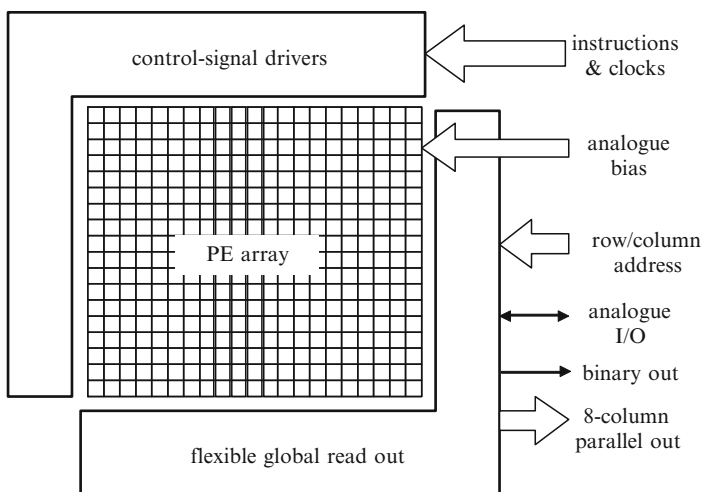 control-signal drivers
instructions
& clocks
analogue
bias
PE array
row/column
address
analogue
I/O
binary out
8-column
parallel out
flexible global read out